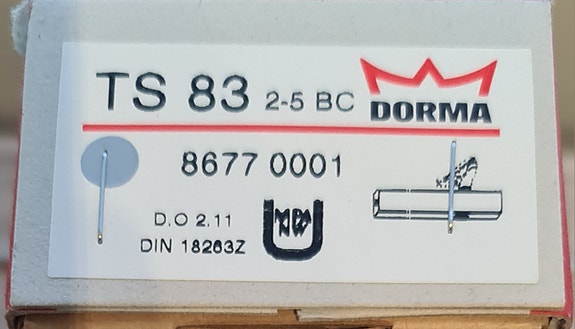 TS 83 2-5 BC
DORMA
8677 0001
D.O 2.11
DIN 18263Z